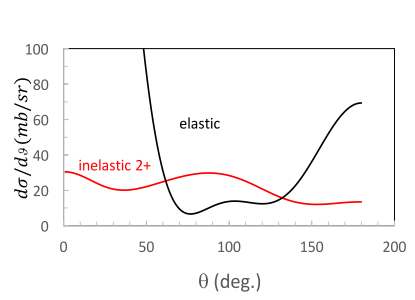 100
80
60
40
20
0
dσ/dϑ(mb/sr)
elastic
inelastic 2+
0 50 100 150 200
θ (deg.)